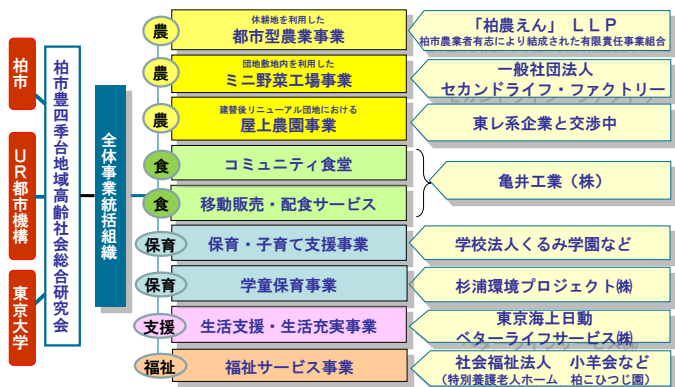 柏市
UR都市機構
東京大学
柏市豊四季台地域高齢社会総合研究会
全体事業統括組織
農
休耕地を利用した
都市型農業事業
「柏農えん」 LLP
柏市農業者有志により結成された有限責任事業組合
農
団地敷地内を利用した
ミニ野菜工場事業
一般社団法人
セカンドライフ・ファクトリー
農
建替後リニューアル団地における
屋上農園事業
東レ系企業と交渉中
食
コミュニティ食堂
食
移動販売・配食サービス
亀井工業（株）
保育
保育・子育て支援事業
学校法人くるみ学園など
保育
学童保育事業
杉浦環境プロジェクト㈱
支援
生活支援・生活充実事業
東京海上日動
ベターライフサービス㈱
福祉
福祉サービス事業
社会福祉法人　小羊会など
（特別養護老人ホーム　柏こひつじ園）